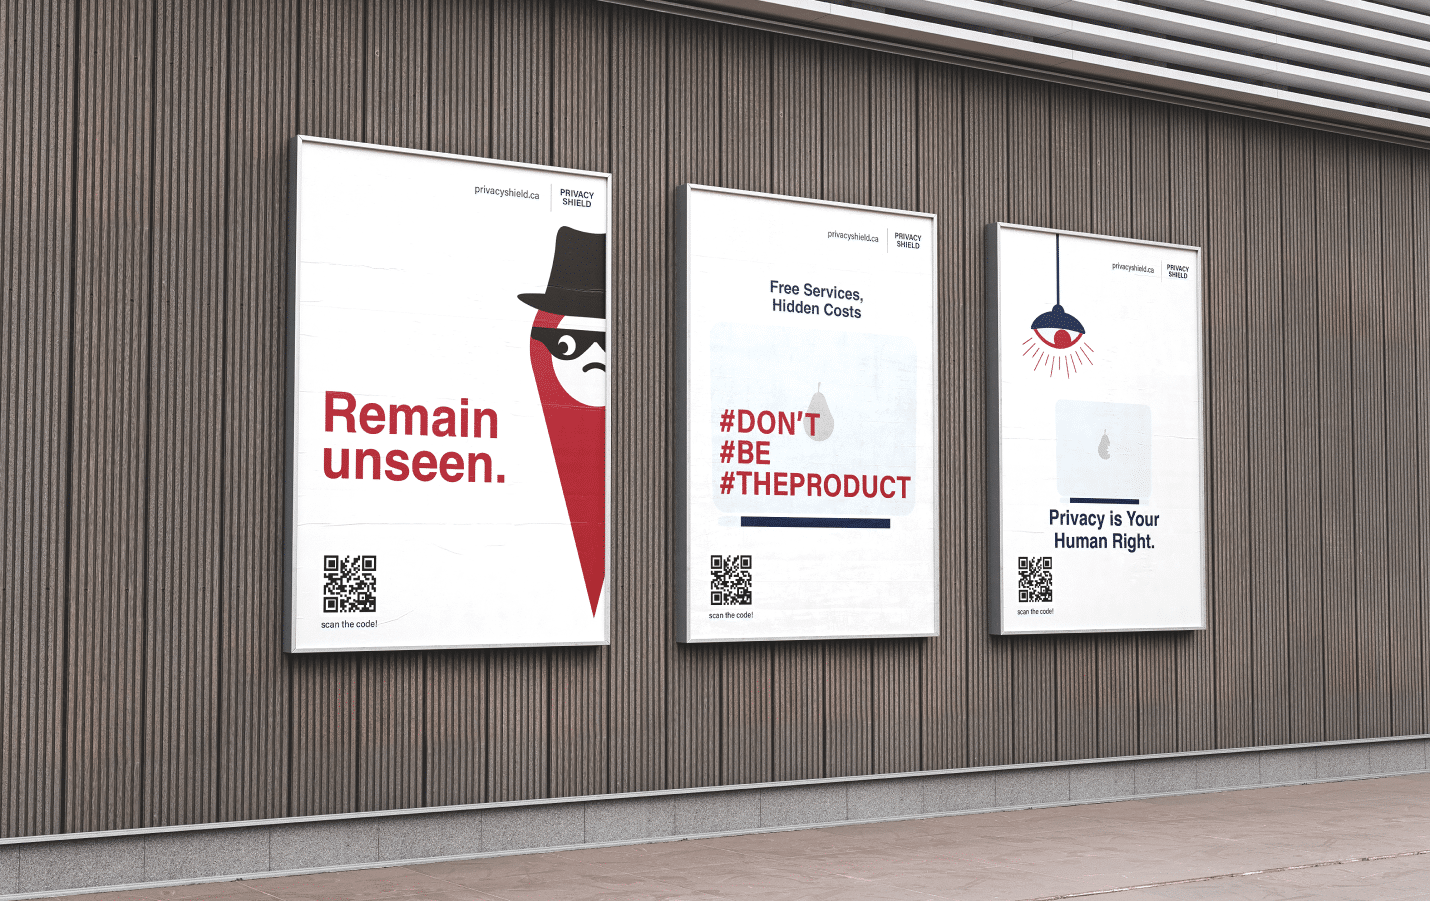 privacyshield.ca
PRIVACY
SHIELD
Remain
unseen.
scan the code!
privacyshield.ca
PRIVACY
SHIELD
Free Services,
Hidden Costs
#DON'T
#BE
#THEPRODUCT
scan the code!
privacyshield.ca
PRIVACY
SHIELD
Privacy is Your
Human Right.
scan the code!